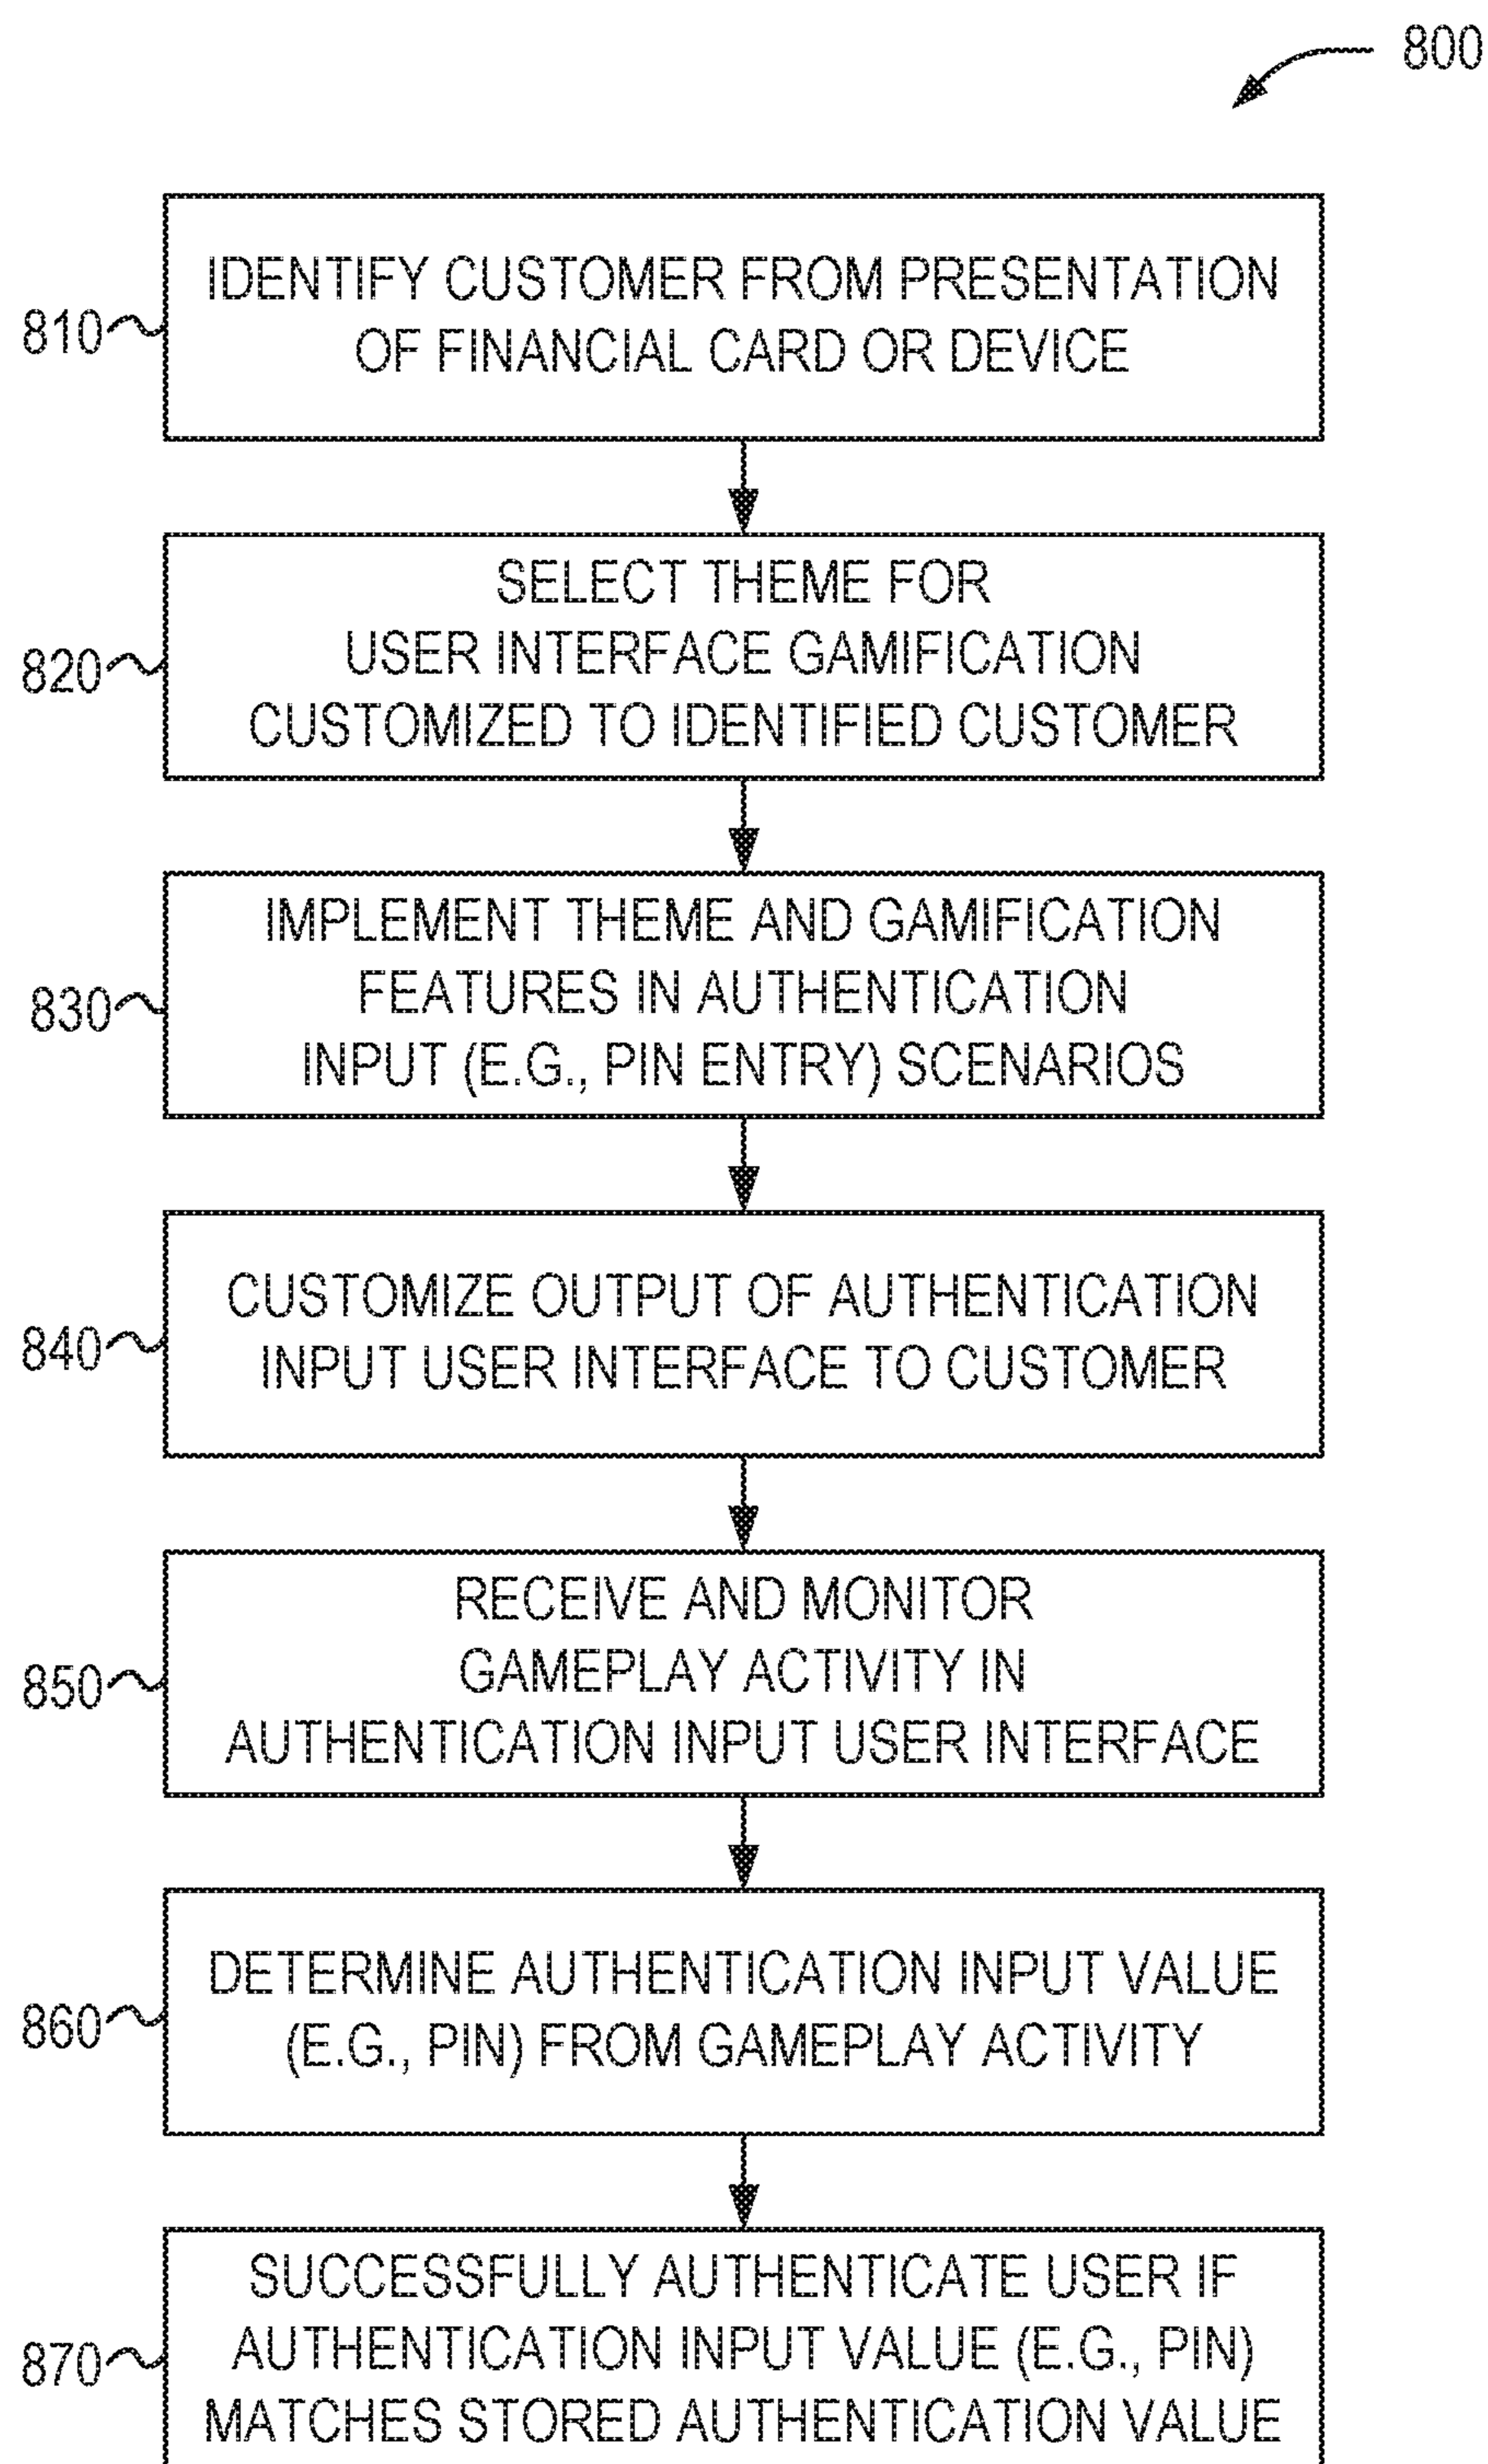 800
IDENTIFY CUSTOMER FROM PRESENTATION
OF FINANCIAL CARD OR DEVICE
810
SELECT THEME FOR
USER INTERFACE GAMIFICATION
CUSTOMIZED TO IDENTIFIED CUSTOMER
820
IMPLEMENT THEME AND GAMIFICATION
FEATURES IN AUTHENTICATION
INPUT (E.G., PIN ENTRY) SCENARIOS
830
CUSTOMIZE OUTPUT OF AUTHENTICATION
INPUT USER INTERFACE TO CUSTOMER
840
RECEIVE AND MONITOR
GAMEPLAY ACTIVITY IN
AUTHENTICATION INPUT USER INTERFACE
850
DETERMINE AUTHENTICATION INPUT VALUE
(E.G., PIN) FROM GAMEPLAY ACTIVITY
860
SUCCESSFULLY AUTHENTICATE USER IF
AUTHENTICATION INPUT VALUE (E.G., PIN)
MATCHES STORED AUTHENTICATION VALUE
870